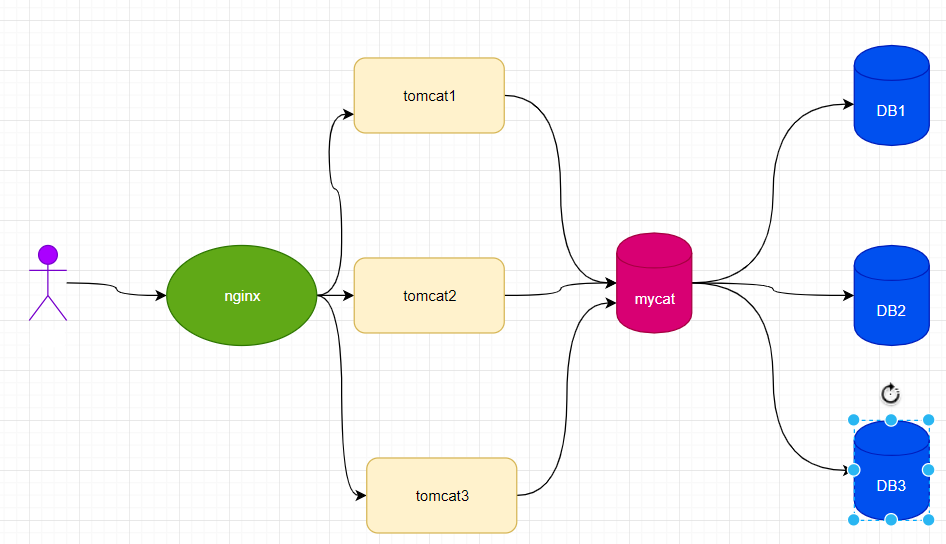 tomcat1
DB1
nginx
tomcat2
mycat
DB2
tomcat3
DB3